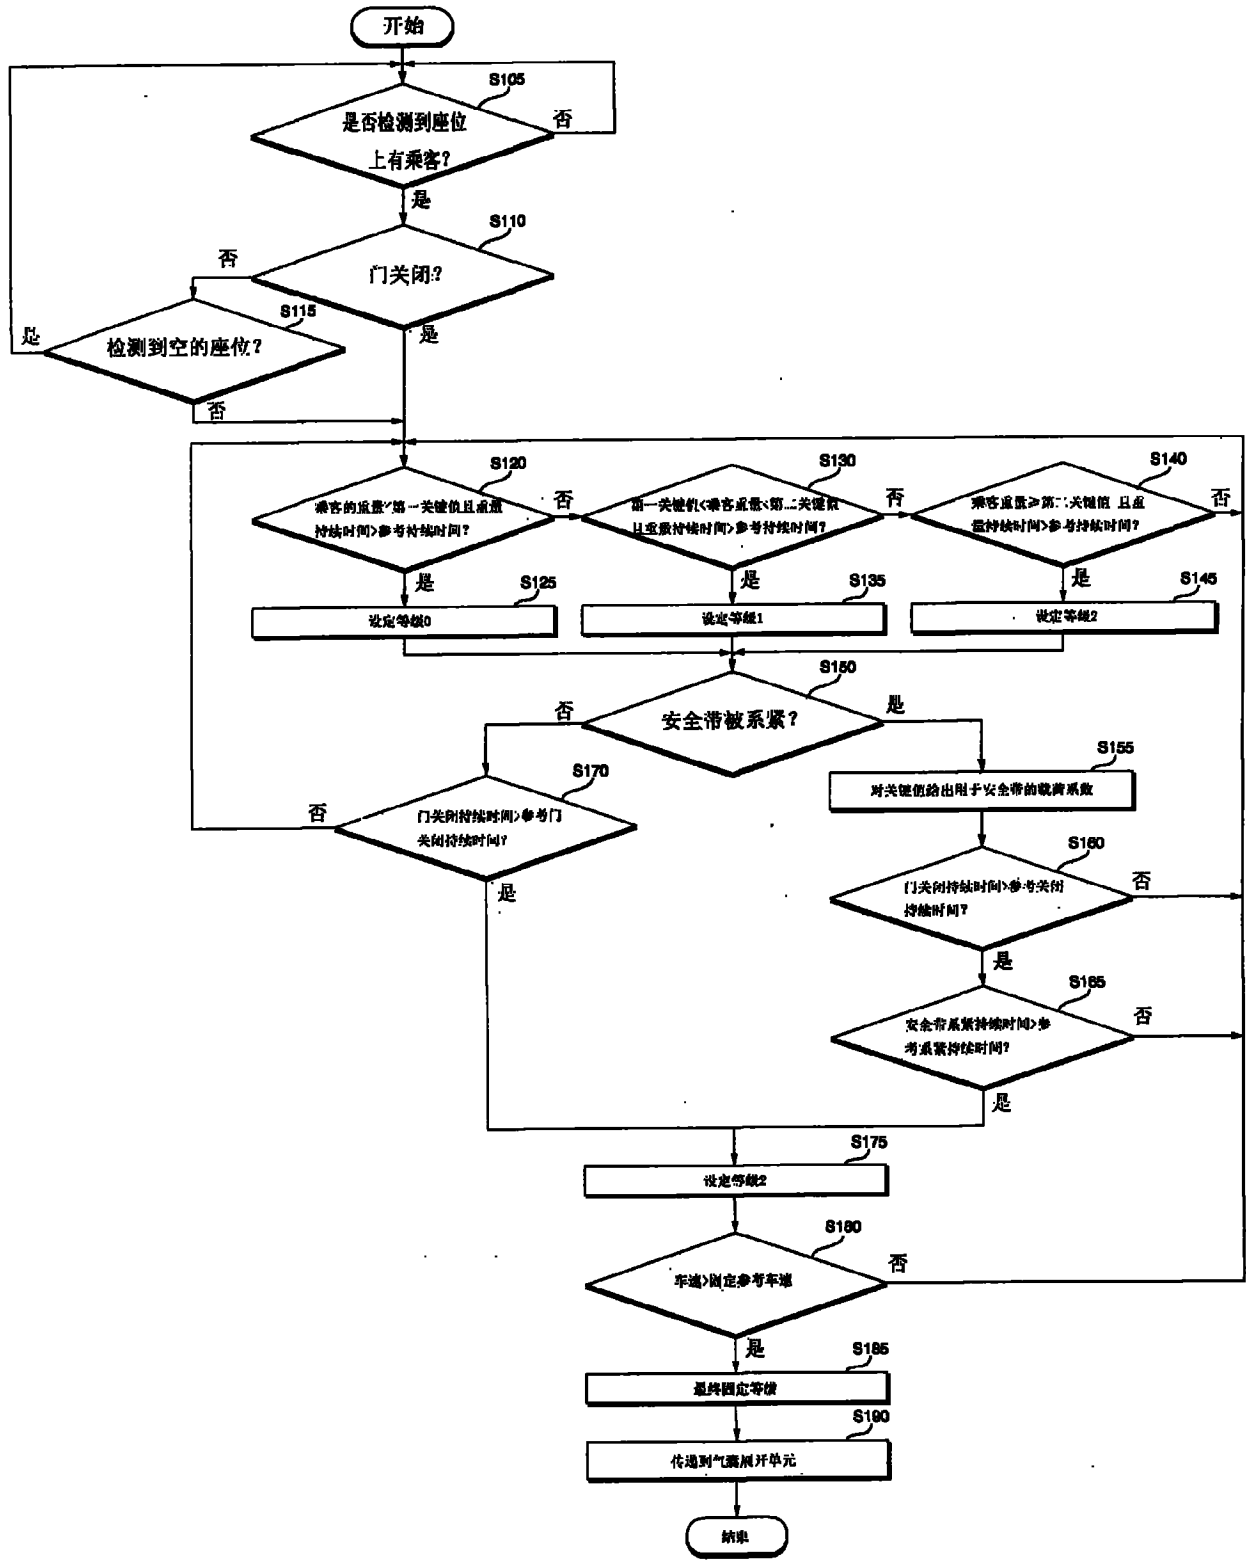 开始
S105
是否检测到座位
上有乘客?
否
是
S110
门关闭?
否
是
S115
检测到空的座位?
是
否
S120
乘客的重量<第一关键值且重量
持续时间>参考持续时间?
否
是
S125
设定等级0
S130
第一关键值<乘客重量<第二关键值
且重量持续时间>参考持续时间?
否
是
S135
设定等级1
S140
乘客重量≥第二关键值 且重
量持续时间>参考持续时间?
否
是
S145
设定等级2
S150
安全带被系紧?
否
是
S155
对关键值给出用于安全带的载荷系数
S160
门关闭持续时间>参考关闭
持续时间?
否
是
S165
安全带系紧持续时间>参
考系紧持续时间?
否
是
S170
门关闭持续时间>参考门
关闭持续时间?
否
是
S175
设定等级2
S180
车速>固定参考车速
否
是
S185
最终固定等级
S190
传递到气囊展开单元
结束